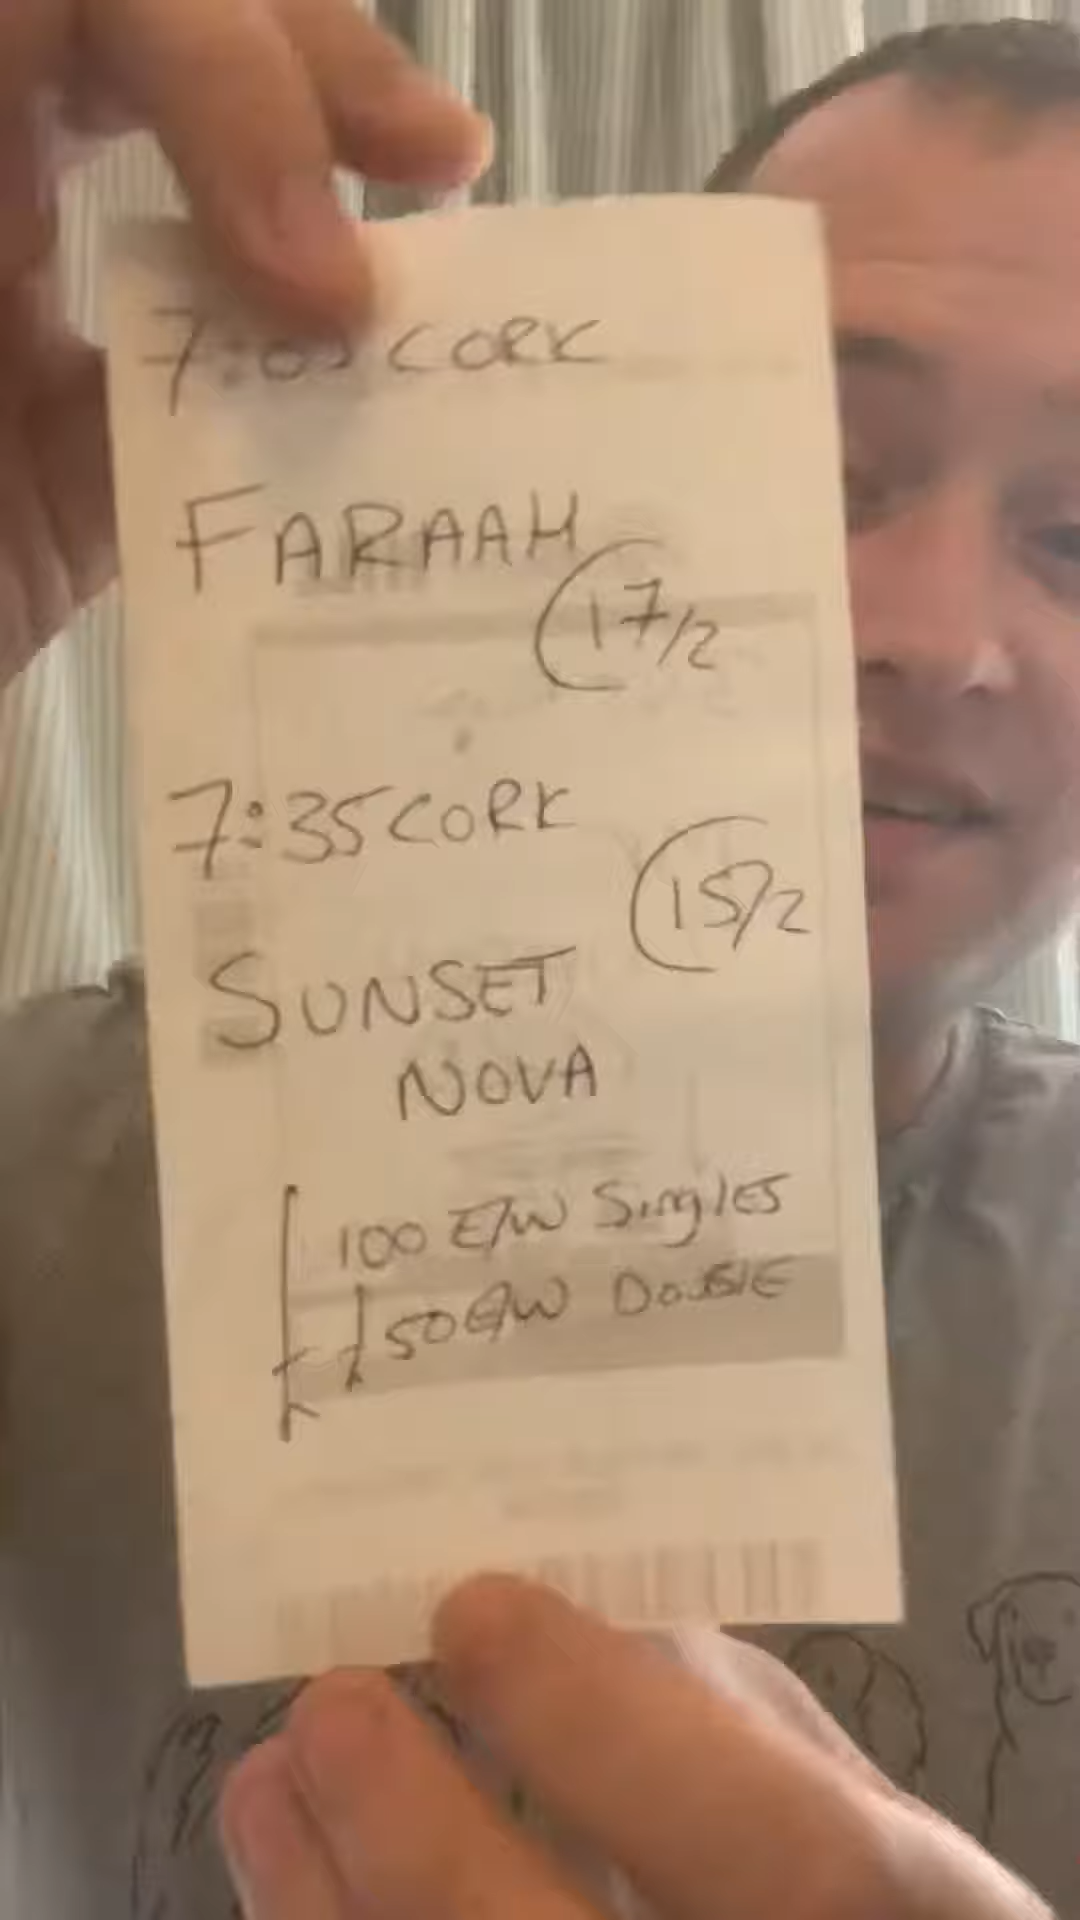 7:05 CORK
FARAAH
17/2
7:35 CORK
15/2
SUNSET
NOVA
100 E/W Singles
£50 E/W DOUBLE